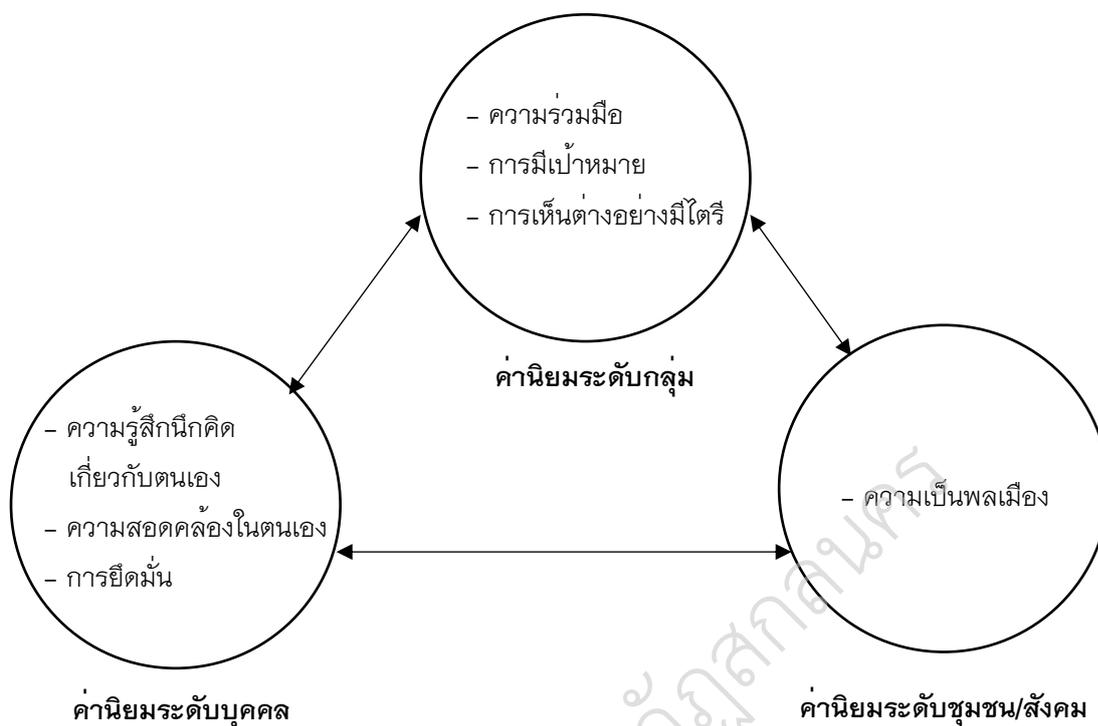 – ความร่วมมือ
– การมีเป้าหมาย
– การเห็นต่างอย่างมีไตรี
ค่านิยมระดับกลุ่ม
– ความรู้สึกนึกคิด
เกี่ยวกับตนเอง
– ความสอดคล้องในตนเอง
– การยึดมั่น
ค่านิยมระดับบุคคล
– ความเป็นพลเมือง
ค่านิยมระดับชุมชน/สังคม